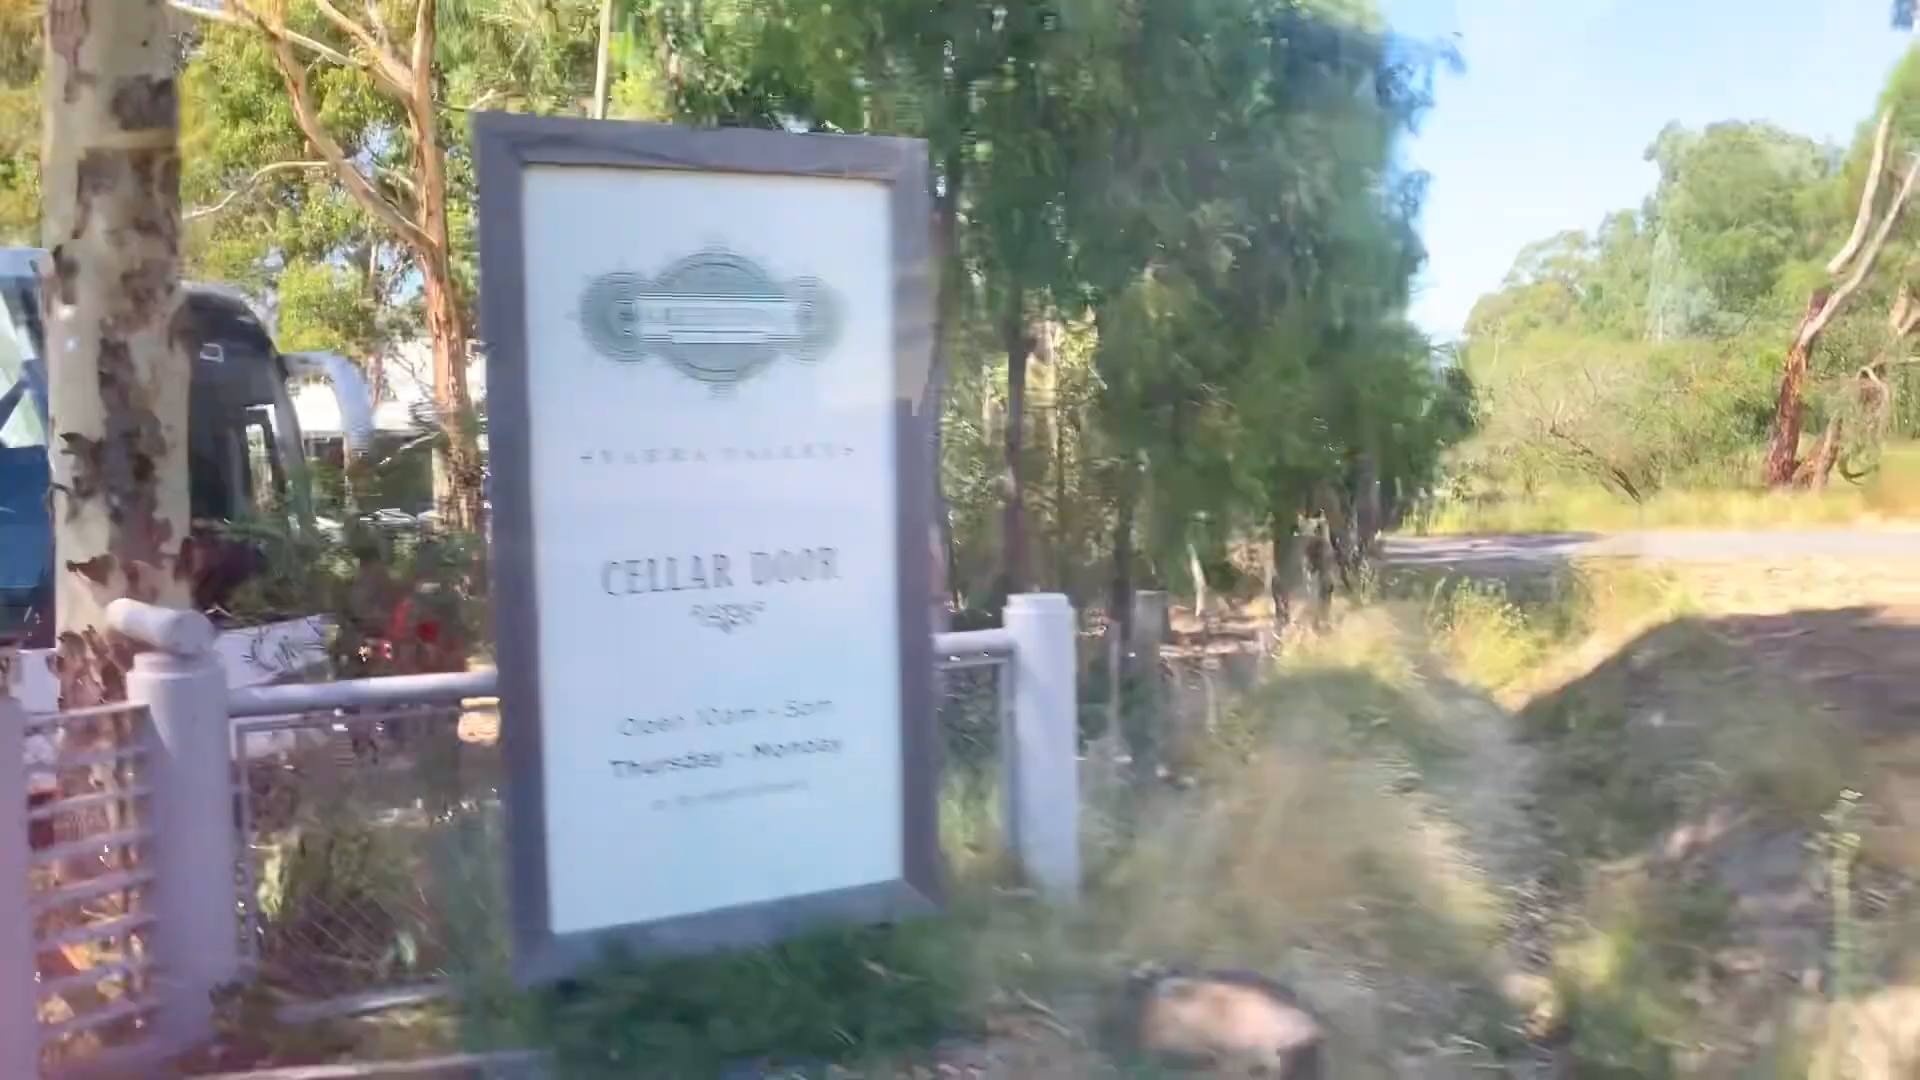 YARRA VALLEY
CELLAR DOOR
Open 10am - 5pm
Thursday - Monday